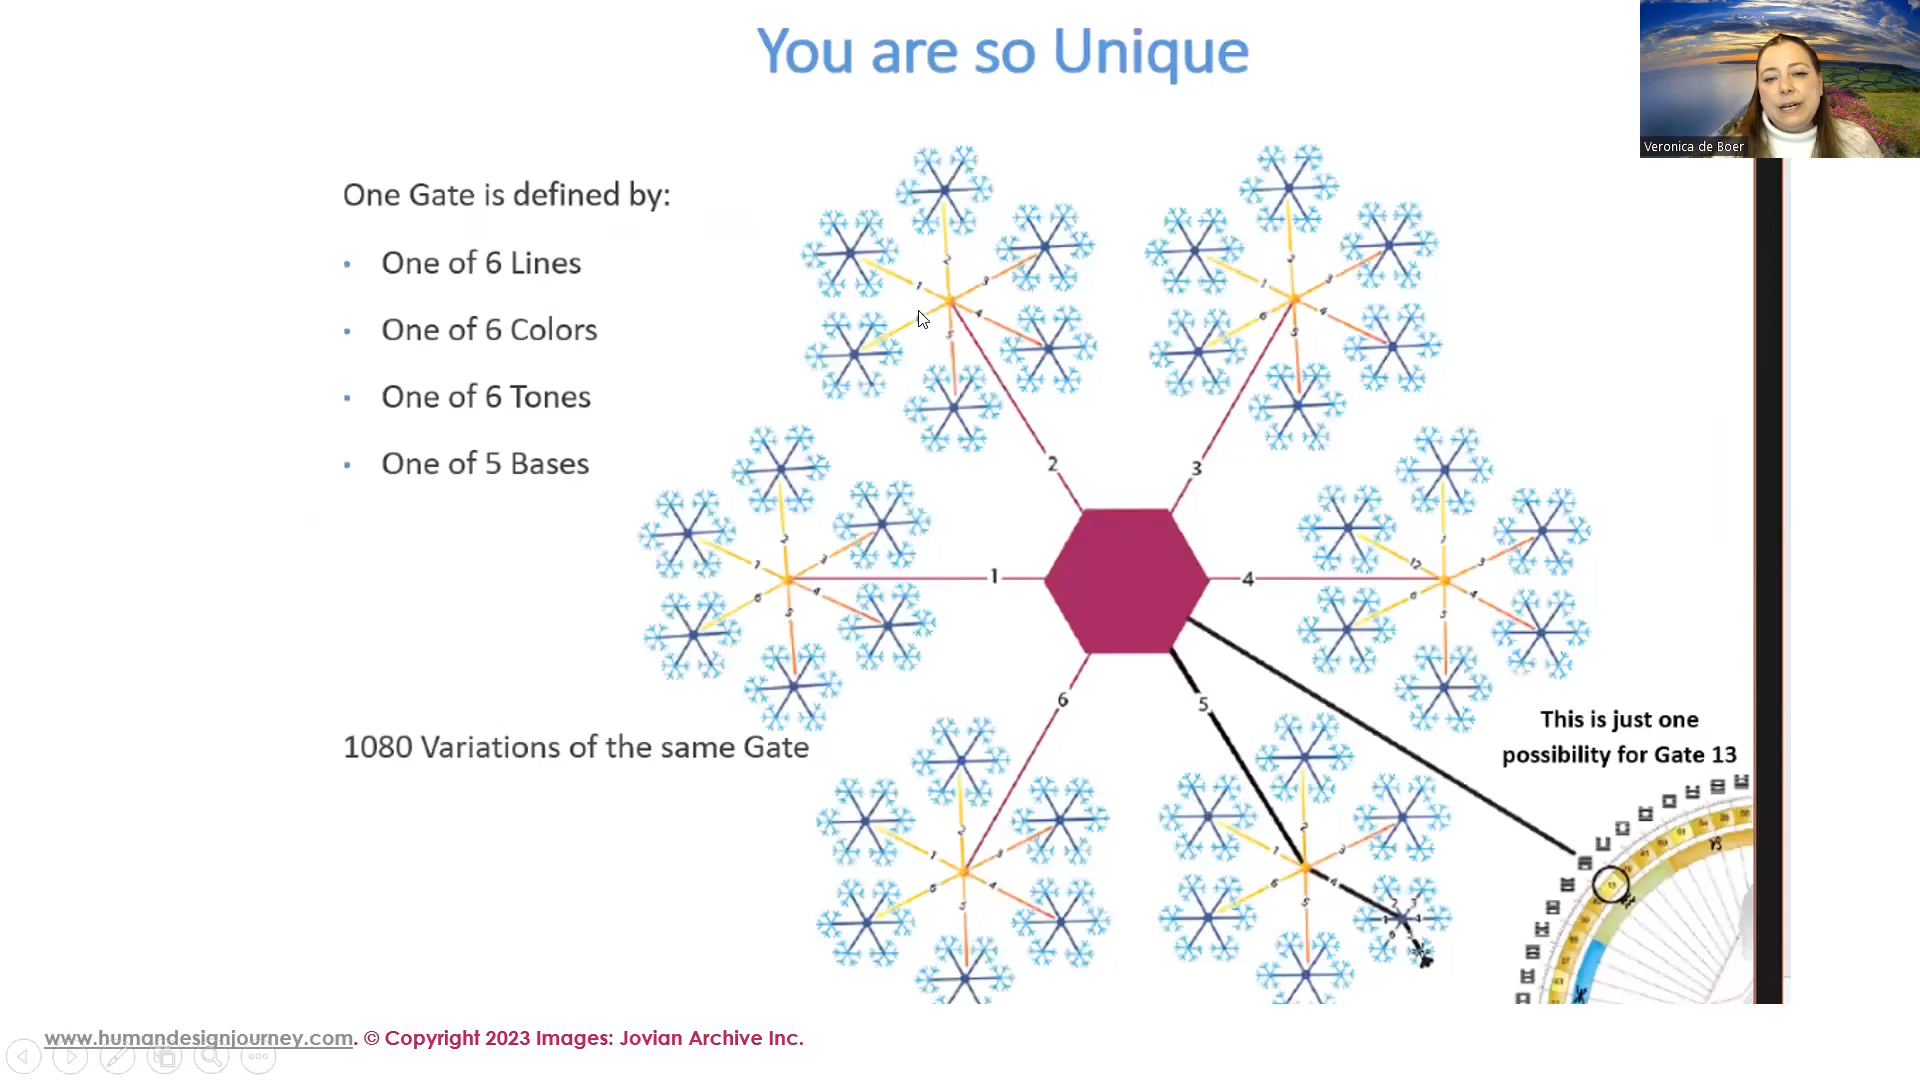 You are so Unique
Veronica de Boer
One Gate is defined by:
• One of 6 Lines
• One of 6 Colors
• One of 6 Tones
• One of 5 Bases
1080 Variations of the same Gate
2
3
1
4
6
5
This is just one
possibility for Gate 13
www.humandesignjourney.com. © Copyright 2023 Images: Jovian Archive Inc.